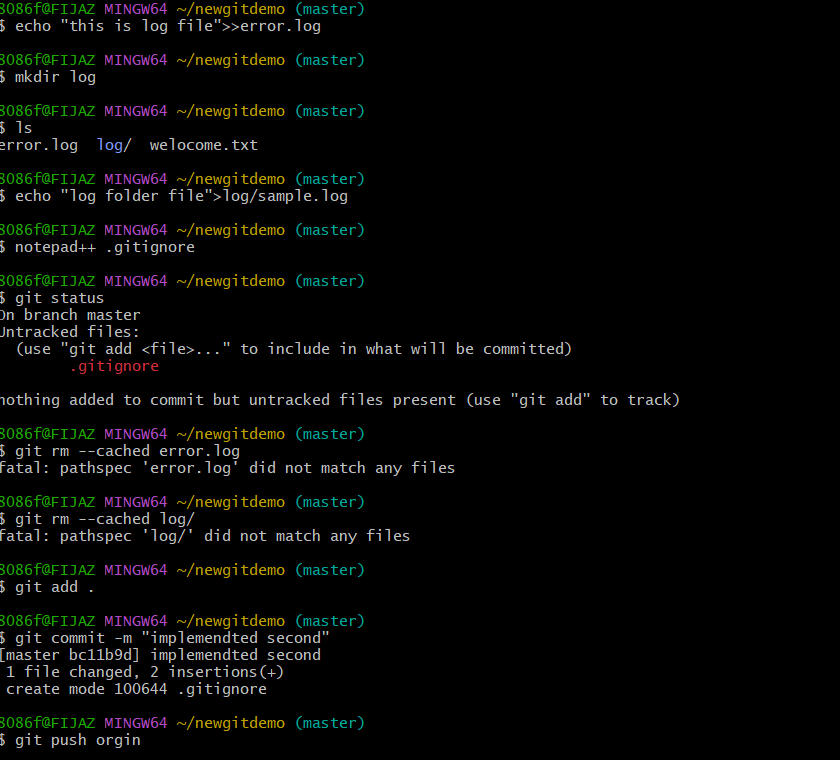 8086f@FIJAZ MINGW64 ~/newgitdemo (master)
$ echo "this is log file">>error.log
8086f@FIJAZ MINGW64 ~/newgitdemo (master)
$ mkdir log
8086f@FIJAZ MINGW64 ~/newgitdemo (master)
$ ls
error.log  log/  welocome.txt
8086f@FIJAZ MINGW64 ~/newgitdemo (master)
$ echo "log folder file">log/sample.log
8086f@FIJAZ MINGW64 ~/newgitdemo (master)
$ notepad++ .gitignore
8086f@FIJAZ MINGW64 ~/newgitdemo (master)
$ git status
On branch master
Untracked files:
  (use "git add <file>..." to include in what will be committed)
        .gitignore
nothing added to commit but untracked files present (use "git add" to track)
8086f@FIJAZ MINGW64 ~/newgitdemo (master)
$ git rm --cached error.log
fatal: pathspec 'error.log' did not match any files
8086f@FIJAZ MINGW64 ~/newgitdemo (master)
$ git rm --cached log/
fatal: pathspec 'log/' did not match any files
8086f@FIJAZ MINGW64 ~/newgitdemo (master)
$ git add .
8086f@FIJAZ MINGW64 ~/newgitdemo (master)
$ git commit -m "implemendted second"
[master bc11b9d] implemendted second
 1 file changed, 2 insertions(+)
 create mode 100644 .gitignore
8086f@FIJAZ MINGW64 ~/newgitdemo (master)
$ git push orgin